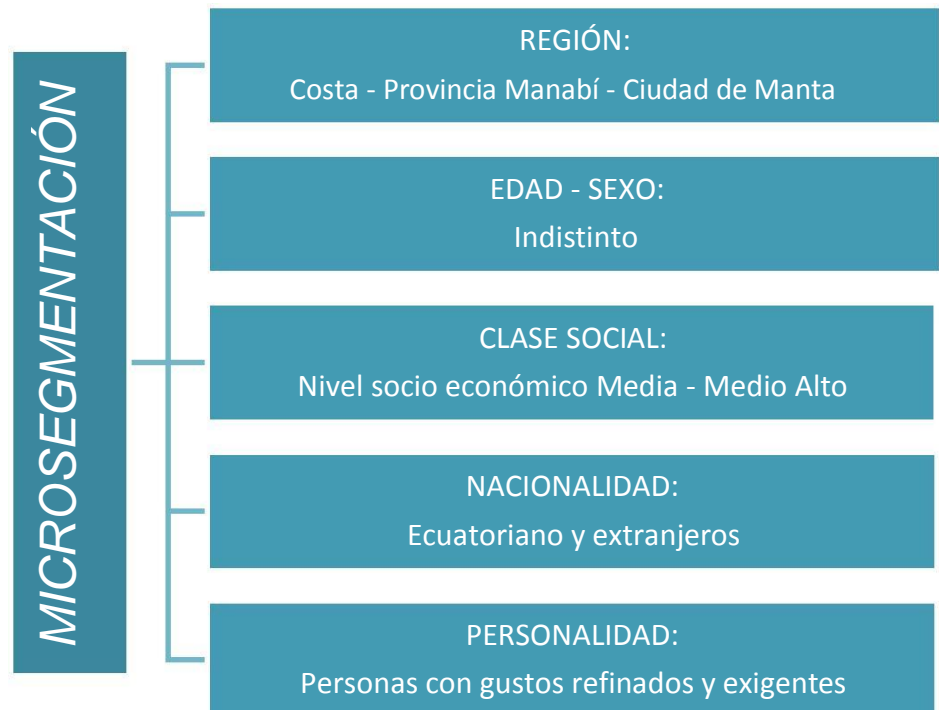 MICROSEGMENTACIÓN
REGIÓN:
Costa - Provincia Manabí - Ciudad de Manta
EDAD - SEXO:
Indistinto
CLASE SOCIAL:
Nivel socio económico Media - Medio Alto
NACIONALIDAD:
Ecuatoriano y extranjeros
PERSONALIDAD:
Personas con gustos refinados y exigentes